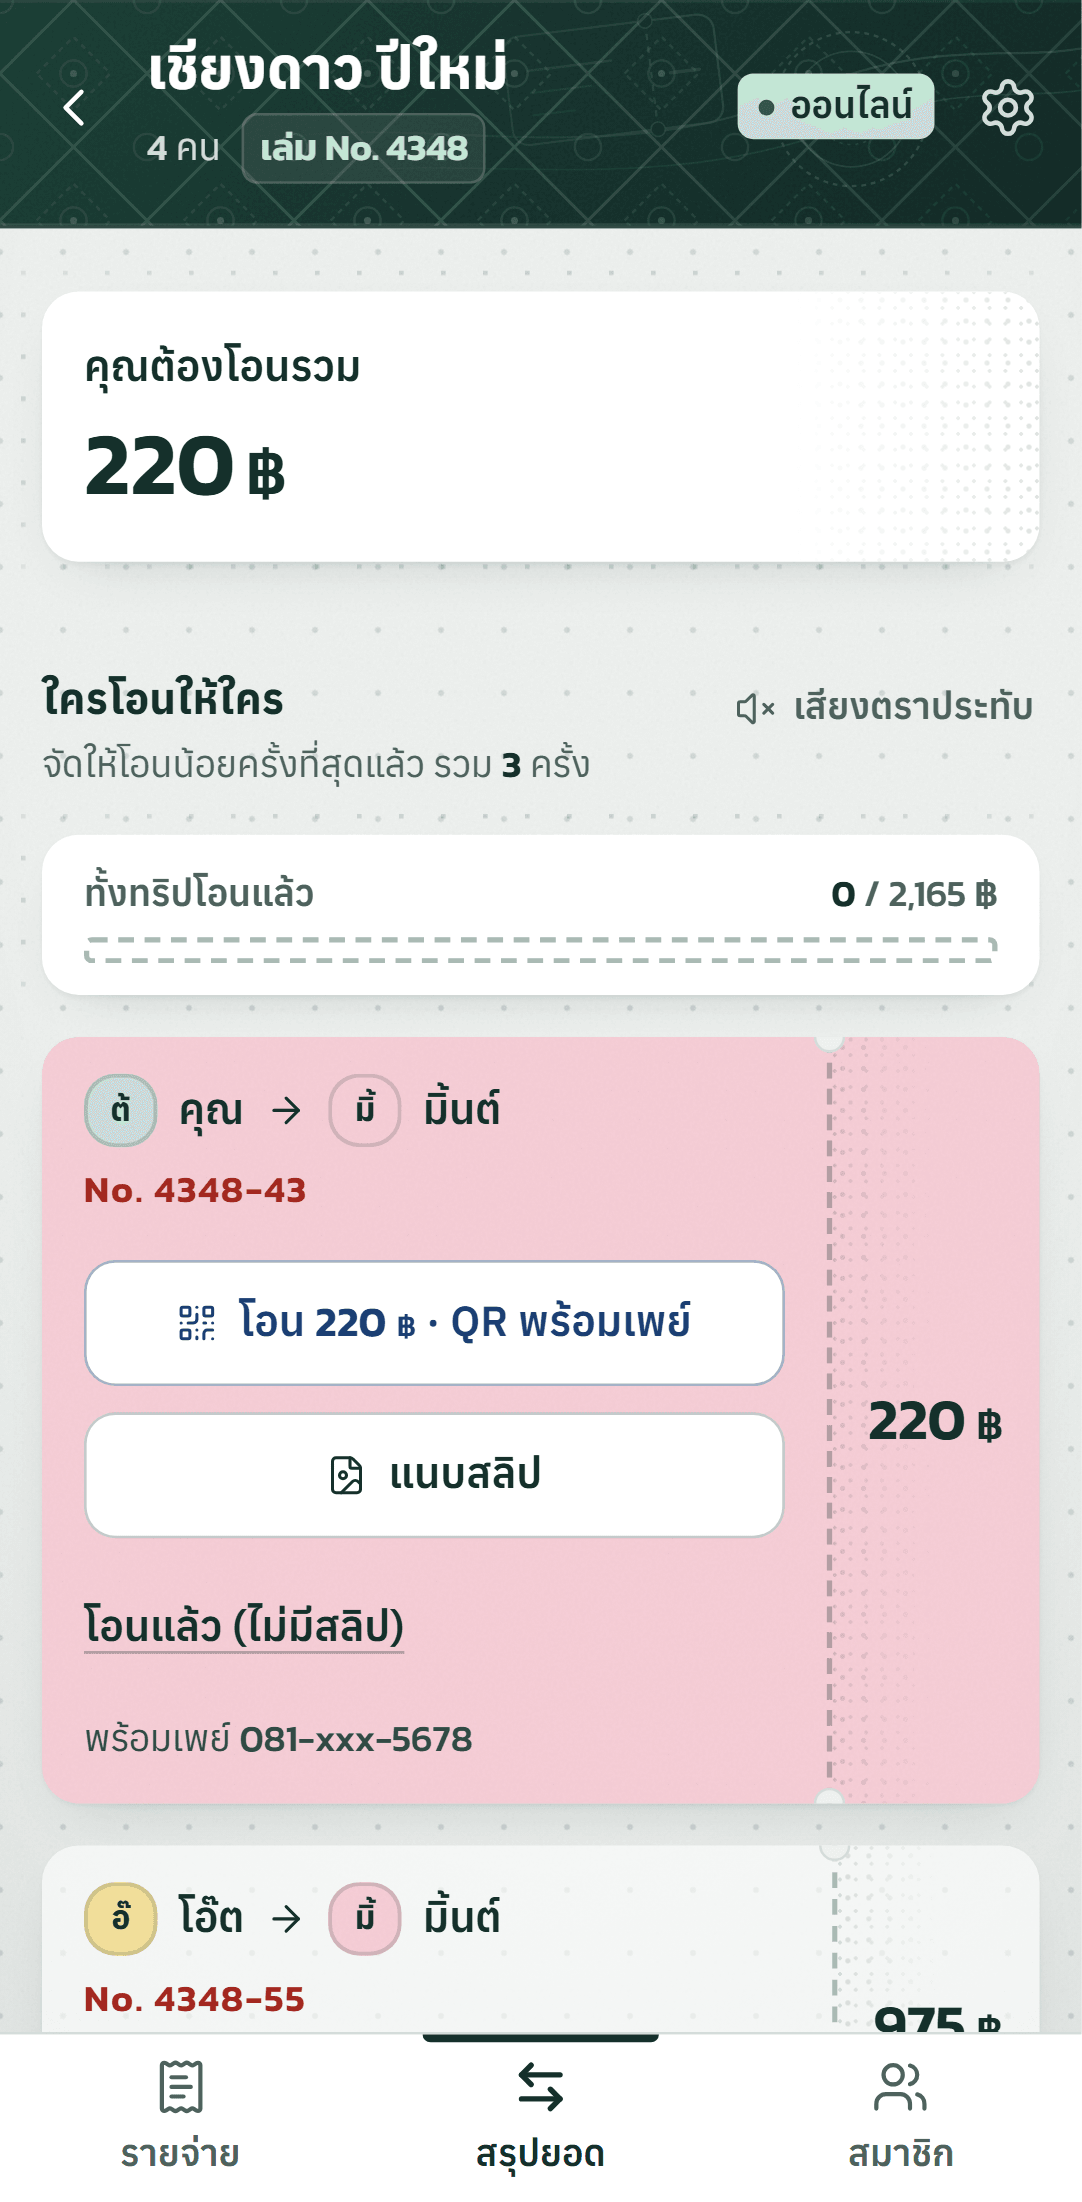 เชียงดาว ปีใหม่
4 คน เล่ม No. 4348
ออนไลน์
คุณต้องโอนรวม
220 ฿
ใครโอนให้ใคร
เสียงตราประทับ
จัดให้โอนน้อยครั้งที่สุดแล้ว รวม 3 ครั้ง
ทั้งทริปโอนแล้ว 0 / 2,165 ฿
ต้ คุณ → มิ้ มิ้นต์
No. 4348-43
โอน 220 ฿ · QR พร้อมเพย์
220 ฿
แนบสลิป
โอนแล้ว (ไม่มีสลิป)
พร้อมเพย์ 081-xxx-5678
อ๊ โอ๊ต → มิ้ มิ้นต์
No. 4348-55
975 ฿
รายจ่าย สรุปยอด สมาชิก